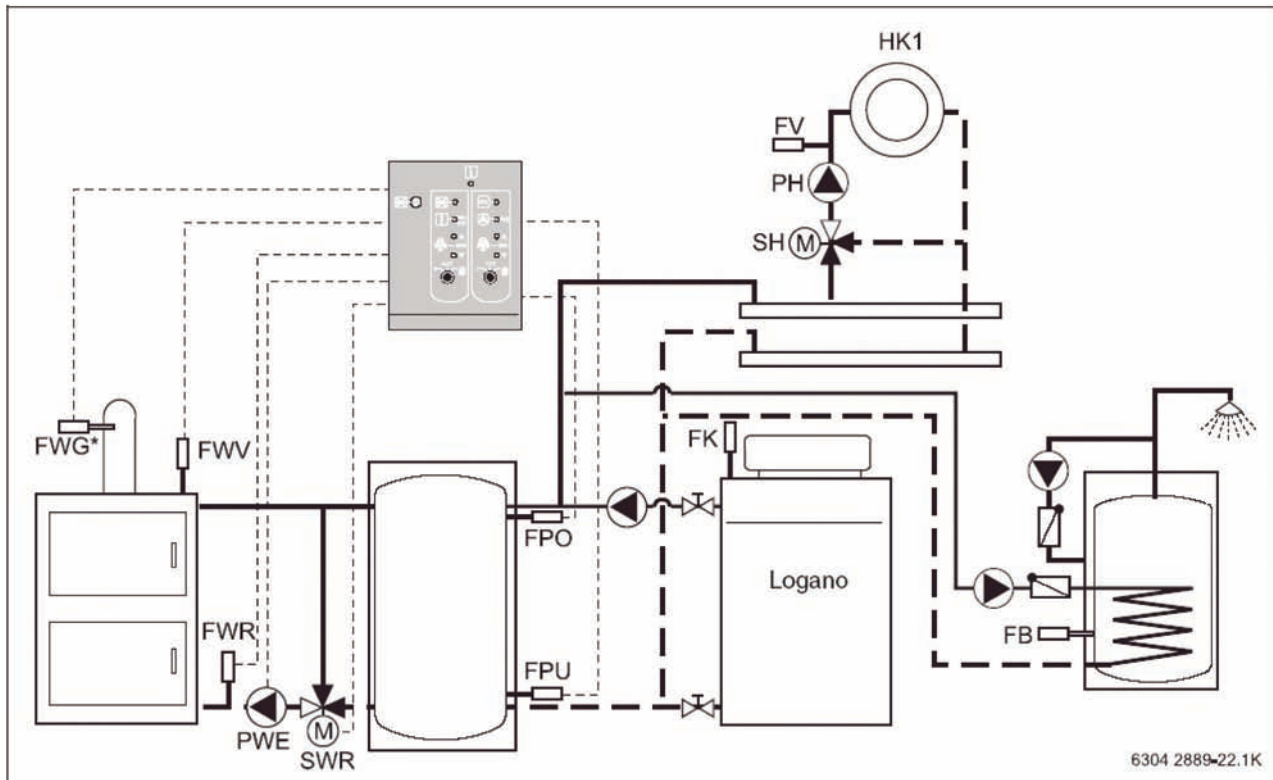 HK1
FV
PH
SH
M
FWG*
FWV
FK
FPO
Logano
FWR
FPU
FB
PWE
M
SWR
6304 2889-22.1K